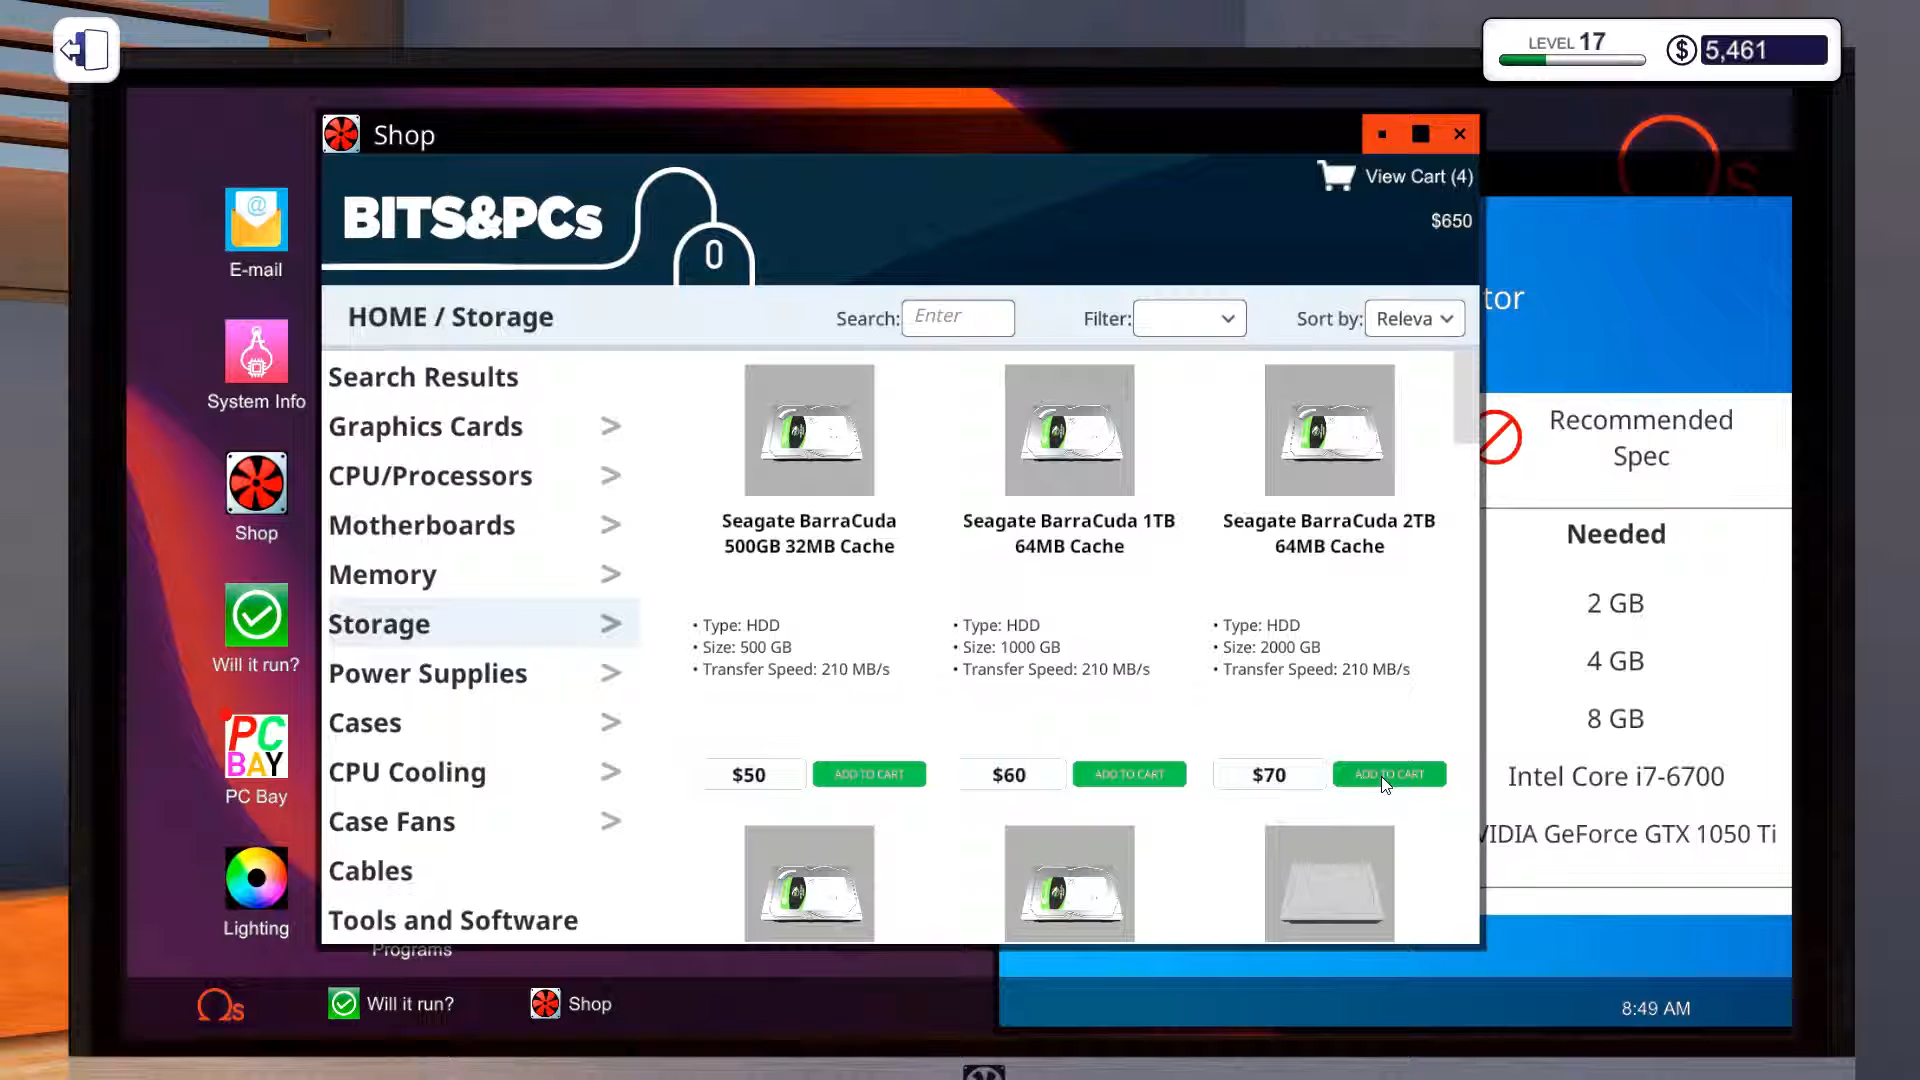 LEVEL 17
$ 5,461
Shop
View Cart (4)
$650
BITS&PCs
HOME / Storage
Search:
Enter
Filter:
Sort by:
Releva
E-mail
System Info
Shop
Will it run?
PC
BAY
PC Bay
Lighting
Search Results
Graphics Cards >
CPU/Processors >
Motherboards >
Memory >
Storage >
Power Supplies >
Cases >
CPU Cooling >
Case Fans >
Cables
Tools and Software
Programs
Seagate BarraCuda
500GB 32MB Cache
• Type: HDD
• Size: 500 GB
• Transfer Speed: 210 MB/s
$50
ADD TO CART
Seagate BarraCuda 1TB
64MB Cache
• Type: HDD
• Size: 1000 GB
• Transfer Speed: 210 MB/s
$60
ADD TO CART
Seagate BarraCuda 2TB
64MB Cache
• Type: HDD
• Size: 2000 GB
• Transfer Speed: 210 MB/s
$70
ADD TO CART
tor
Recommended
Spec
Needed
2 GB
4 GB
8 GB
Intel Core i7-6700
VIDIA GeForce GTX 1050 Ti
Ωs
Will it run?
Shop
8:49 AM